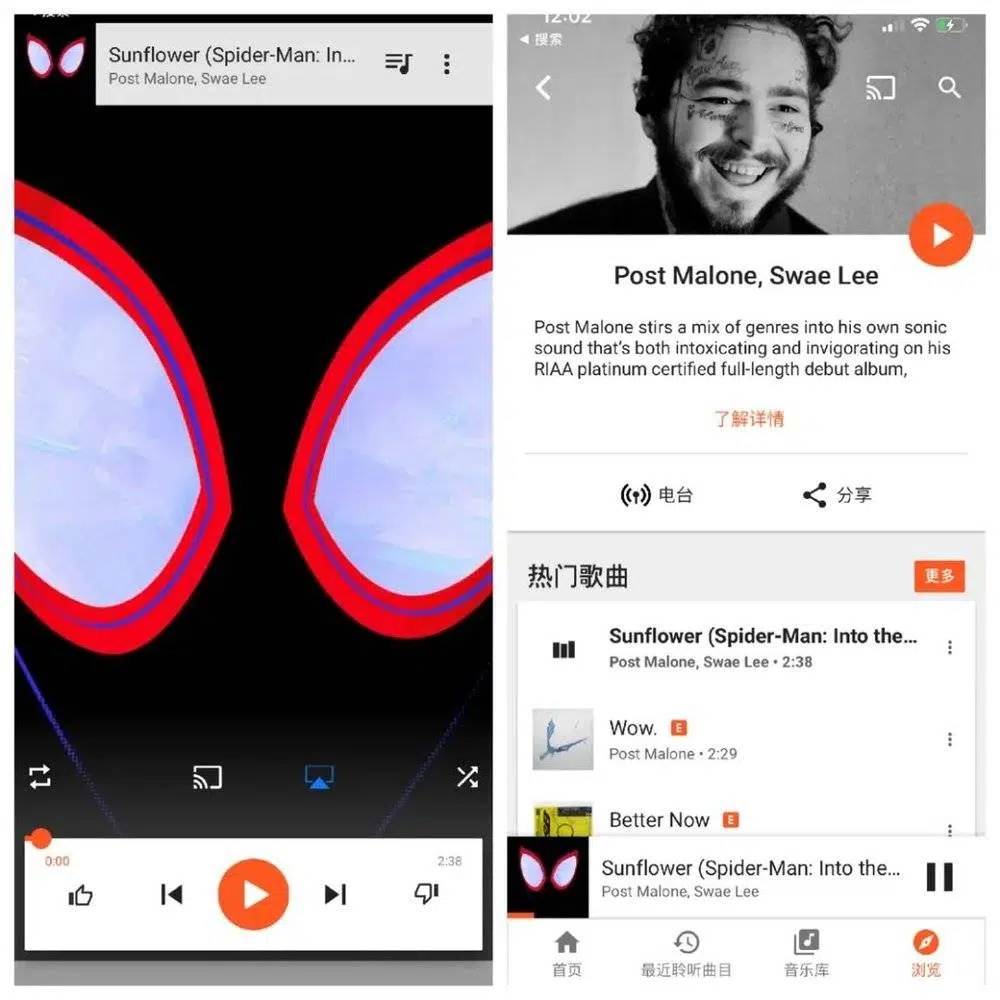 Sunflower (Spider-Man: In...
Post Malone, Swae Lee
0:00
2:38
12:02
搜索
Post Malone, Swae Lee
Post Malone stirs a mix of genres into his own sonic
sound that's both intoxicating and invigorating on his
RIAA platinum certified full-length debut album,
了解详情
电台
分享
热门歌曲
更多
Sunflower (Spider-Man: Into the...
Post Malone, Swae Lee • 2:38
Wow. E
Post Malone • 2:29
Better Now E
Sunflower (Spider-Man: Into the...
Post Malone, Swae Lee
首页
最近聆听曲目
音乐库
浏览